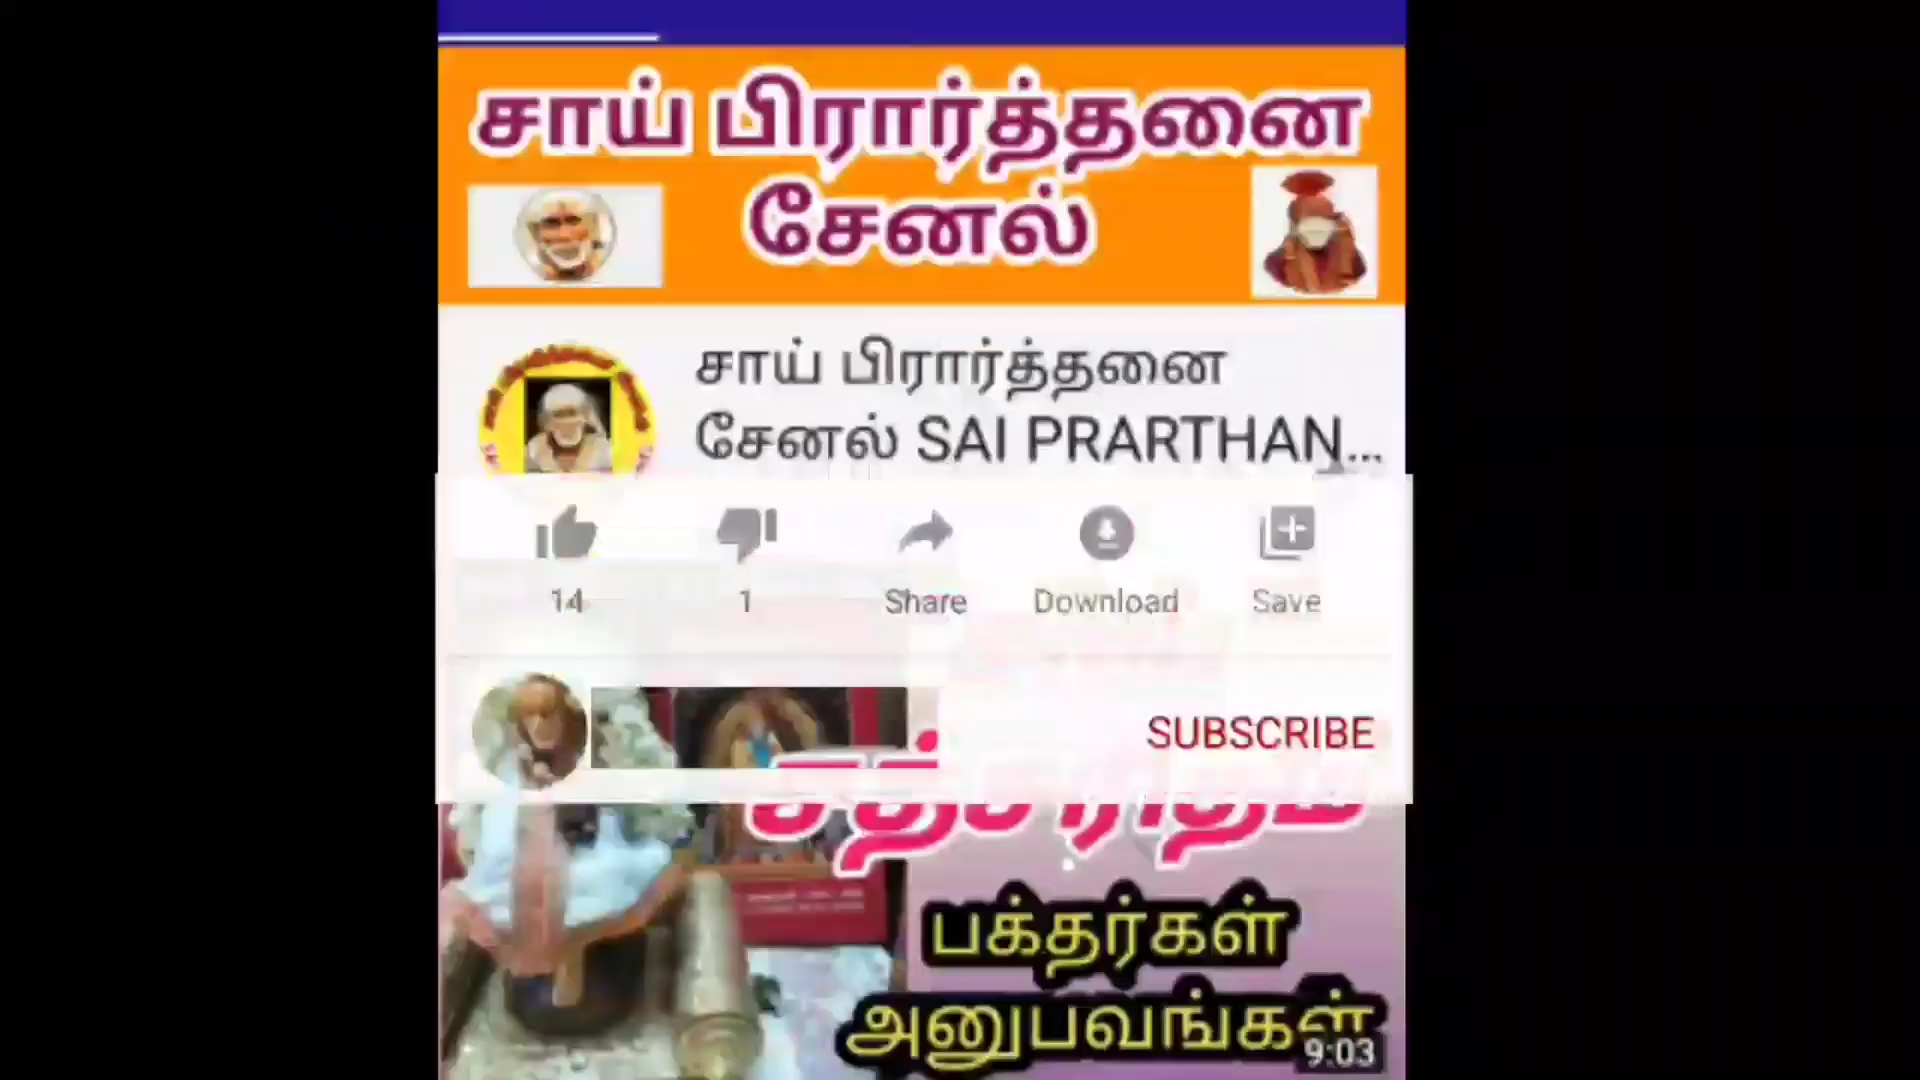 சாய் பிரார்த்தனை
சேனல்
சாய் பிரார்த்தனை
சேனல் SAI PRARTHAN...
14
1
Share
Download
Save
SUBSCRIBE
பக்தர்கள்
அனுபவங்கள்
9:03